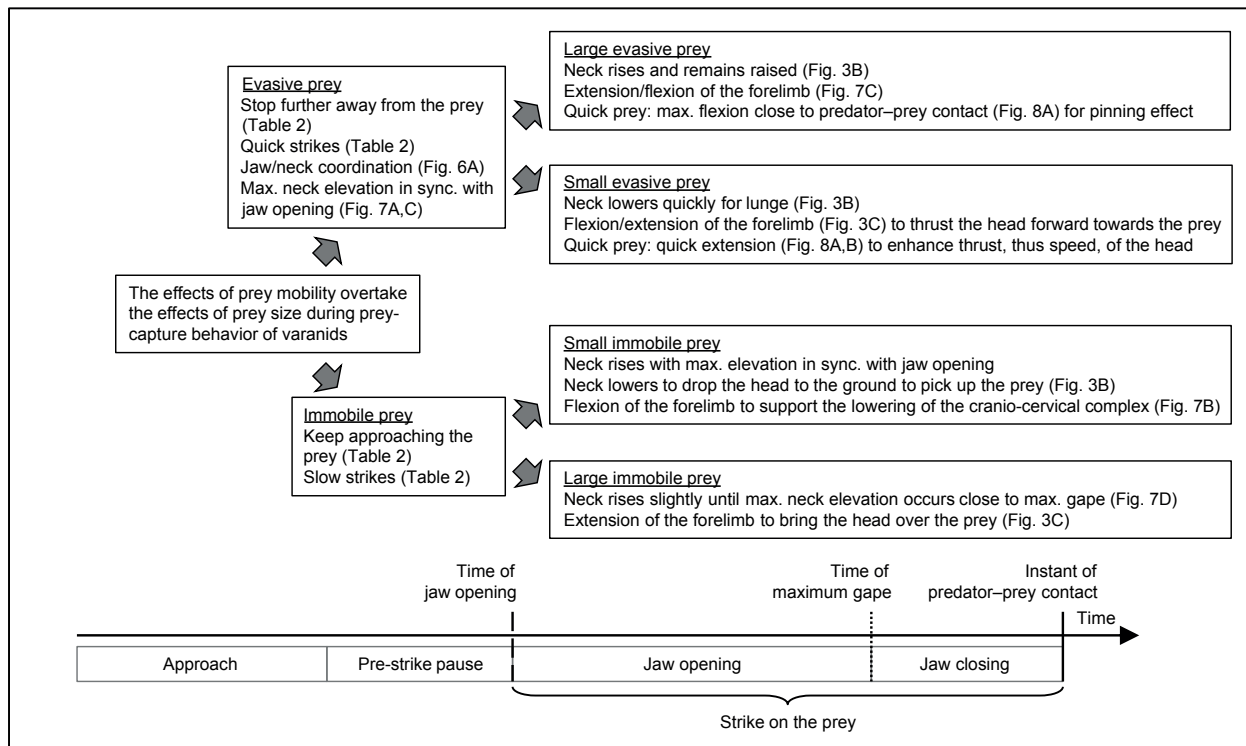 Large evasive prey
Neck rises and remains raised (Fig. 3B)
Extension/flexion of the forelimb (Fig. 7C)
Quick prey: max. flexion close to predator–prey contact (Fig. 8A) for pinning effect
Evasive prey
Stop further away from the prey
(Table 2)
Quick strikes (Table 2)
Jaw/neck coordination (Fig. 6A)
Max. neck elevation in sync. with
jaw opening (Fig. 7A,C)
Small evasive prey
Neck lowers quickly for lunge (Fig. 3B)
Flexion/extension of the forelimb (Fig. 3C) to thrust the head forward towards the prey
Quick prey: quick extension (Fig. 8A,B) to enhance thrust, thus speed, of the head
The effects of prey mobility overtake
the effects of prey size during prey-
capture behavior of varanids
Small immobile prey
Neck rises with max. elevation in sync. with jaw opening
Neck lowers to drop the head to the ground to pick up the prey (Fig. 3B)
Flexion of the forelimb to support the lowering of the cranio-cervical complex (Fig. 7B)
Immobile prey
Keep approaching the
prey (Table 2)
Slow strikes (Table 2)
Large immobile prey
Neck rises slightly until max. neck elevation occurs close to max. gape (Fig. 7D)
Extension of the forelimb to bring the head over the prey (Fig. 3C)
Time of
jaw opening
Time of
maximum gape
Instant of
predator–prey contact
Time
Approach
Pre-strike pause
Jaw opening
Jaw closing
Strike on the prey